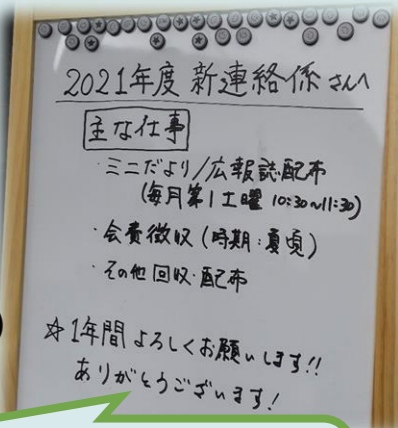 2021年度 新連絡係さんへ
主な仕事
・ミニだより/広報誌配布
(毎月第1土曜 10:30~11:30)
・会費徴収(時期:夏頃)
・その他回収・配布
☆1年間よろしくお願いします!!
ありがとうございます!